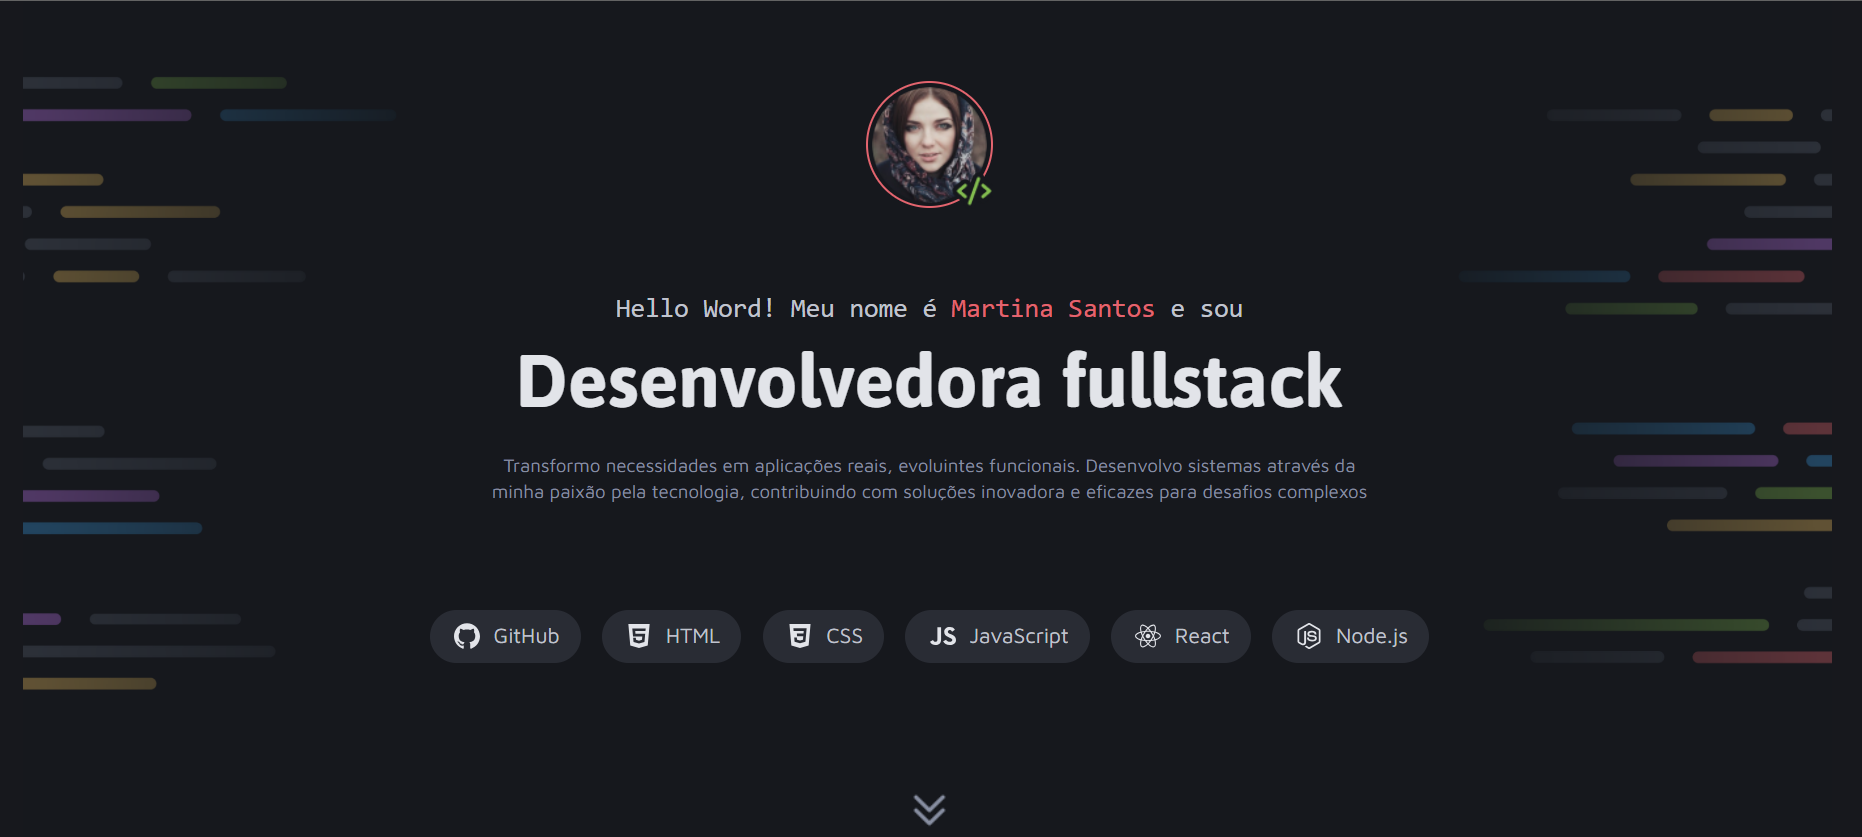 </>
Hello Word! Meu nome é Martina Santos e sou
Desenvolvedora fullstack
Transformo necessidades em aplicações reais, evoluintes funcionais. Desenvolvo sistemas através da
minha paixão pela tecnologia, contribuindo com soluções inovadora e eficazes para desafios complexos
GitHub
HTML
CSS
JS JavaScript
React
Node.js